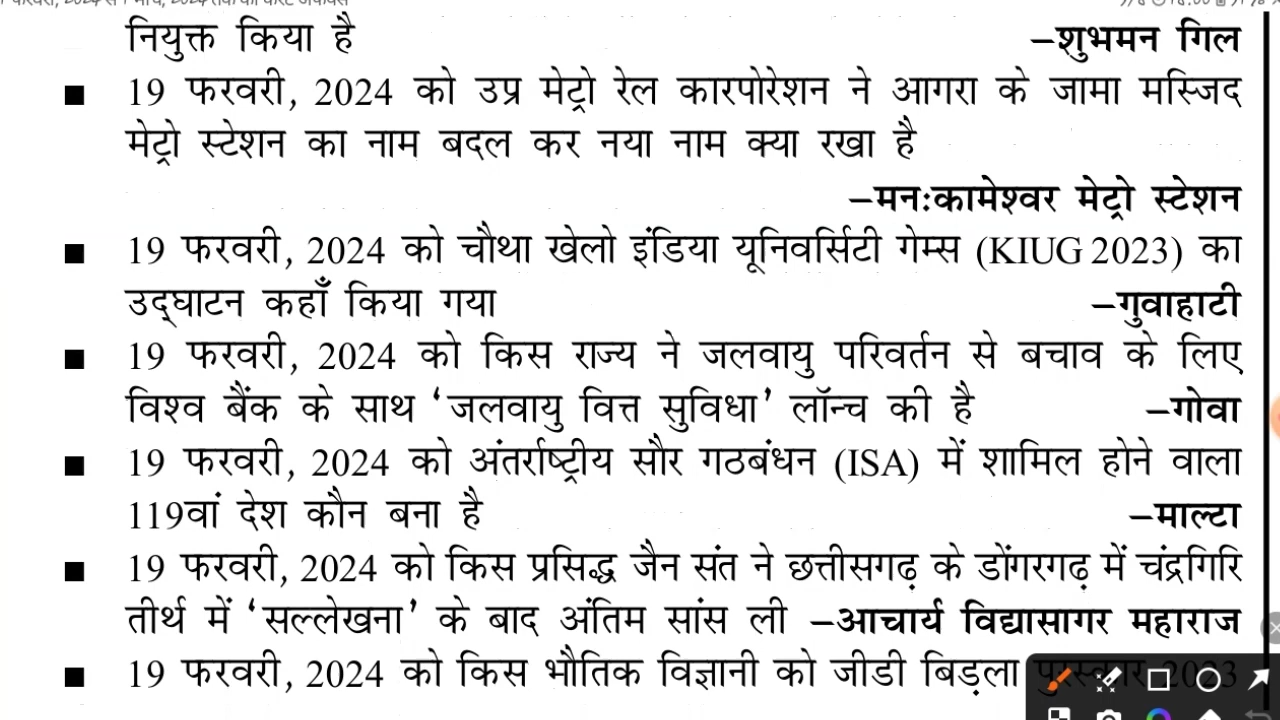 नियुक्त किया है –शुभमन गिल
■ 19 फरवरी, 2024 को उप्र मेट्रो रेल कारपोरेशन ने आगरा के जामा मस्जिद
मेट्रो स्टेशन का नाम बदल कर नया नाम क्या रखा है
–मनःकामेश्वर मेट्रो स्टेशन
■ 19 फरवरी, 2024 को चौथा खेलो इंडिया यूनिवर्सिटी गेम्स (KIUG 2023) का
उद्घाटन कहाँ किया गया –गुवाहाटी
■ 19 फरवरी, 2024 को किस राज्य ने जलवायु परिवर्तन से बचाव के लिए
विश्व बैंक के साथ ‘जलवायु वित्त सुविधा’ लॉन्च की है –गोवा
■ 19 फरवरी, 2024 को अंतर्राष्ट्रीय सौर गठबंधन (ISA) में शामिल होने वाला
119वां देश कौन बना है –माल्टा
■ 19 फरवरी, 2024 को किस प्रसिद्ध जैन संत ने छत्तीसगढ़ के डोंगरगढ़ में चंद्रगिरि
तीर्थ में ‘सल्लेखना’ के बाद अंतिम सांस ली –आचार्य विद्यासागर महाराज
■ 19 फरवरी, 2024 को किस भौतिक विज्ञानी को जीडी बिड़ला पुरस्कार 2023